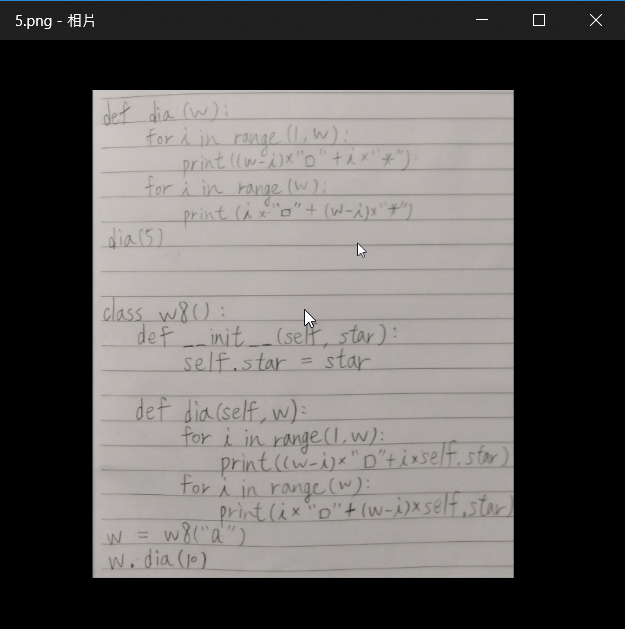 5.png - 相片
def dia (w):
for i in range (1, w):
print ((w-i)×"□" + i×"*")
for i in range (w):
print (i×"□" + (w-i)×"*")
dia(5)
class w8():
def __init__(self, star):
self.star = star
def dia(self, w):
for i in range(1, w):
print((w-i)×"□"+i×self.star)
for i in range(w):
print(i×"□"+(w-i)×self.star)
w = w8("a")
w.dia(10)